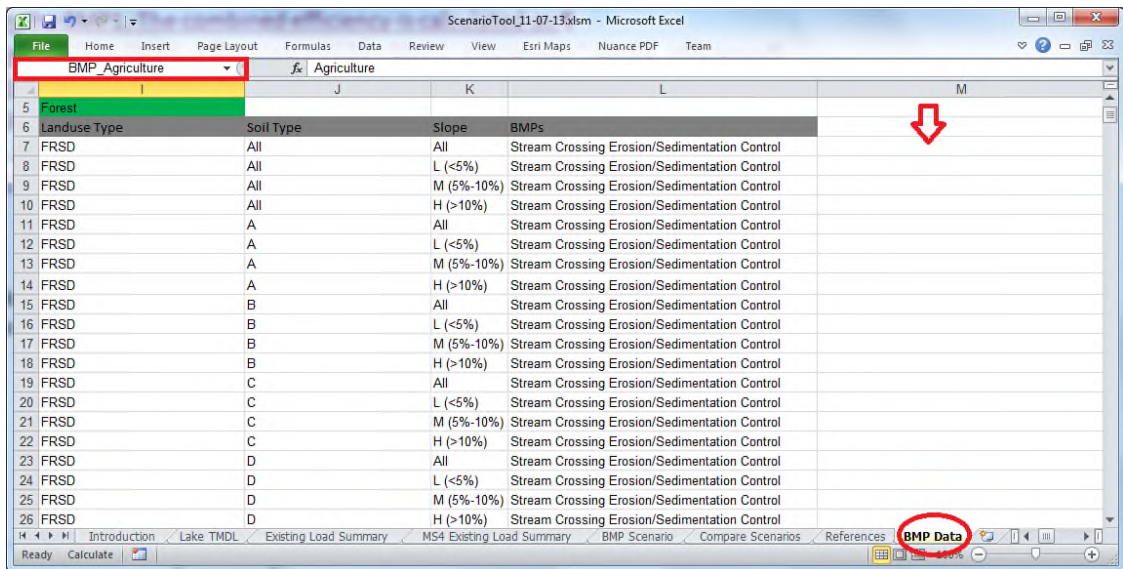 ScenarioTool_11-07-13.xlsm - Microsoft Excel
File Home Insert Page Layout Formulas Data Review View Esri Maps Nuance PDF Team
BMP_Agriculture fx Agriculture
I J K L M
5 Forest
6 Landuse Type Soil Type Slope BMPs
7 FRSD All All Stream Crossing Erosion/Sedimentation Control
8 FRSD All L (<5%) Stream Crossing Erosion/Sedimentation Control
9 FRSD All M (5%-10%) Stream Crossing Erosion/Sedimentation Control
10 FRSD All H (>10%) Stream Crossing Erosion/Sedimentation Control
11 FRSD A All Stream Crossing Erosion/Sedimentation Control
12 FRSD A L (<5%) Stream Crossing Erosion/Sedimentation Control
13 FRSD A M (5%-10%) Stream Crossing Erosion/Sedimentation Control
14 FRSD A H (>10%) Stream Crossing Erosion/Sedimentation Control
15 FRSD B All Stream Crossing Erosion/Sedimentation Control
16 FRSD B L (<5%) Stream Crossing Erosion/Sedimentation Control
17 FRSD B M (5%-10%) Stream Crossing Erosion/Sedimentation Control
18 FRSD B H (>10%) Stream Crossing Erosion/Sedimentation Control
19 FRSD C All Stream Crossing Erosion/Sedimentation Control
20 FRSD C L (<5%) Stream Crossing Erosion/Sedimentation Control
21 FRSD C M (5%-10%) Stream Crossing Erosion/Sedimentation Control
22 FRSD C H (>10%) Stream Crossing Erosion/Sedimentation Control
23 FRSD D All Stream Crossing Erosion/Sedimentation Control
24 FRSD D L (<5%) Stream Crossing Erosion/Sedimentation Control
25 FRSD D M (5%-10%) Stream Crossing Erosion/Sedimentation Control
26 FRSD D H (>10%) Stream Crossing Erosion/Sedimentation Control
Introduction Lake TMDL Existing Load Summary MS4 Existing Load Summary BMP Scenario Compare Scenarios References BMP Data
Ready Calculate